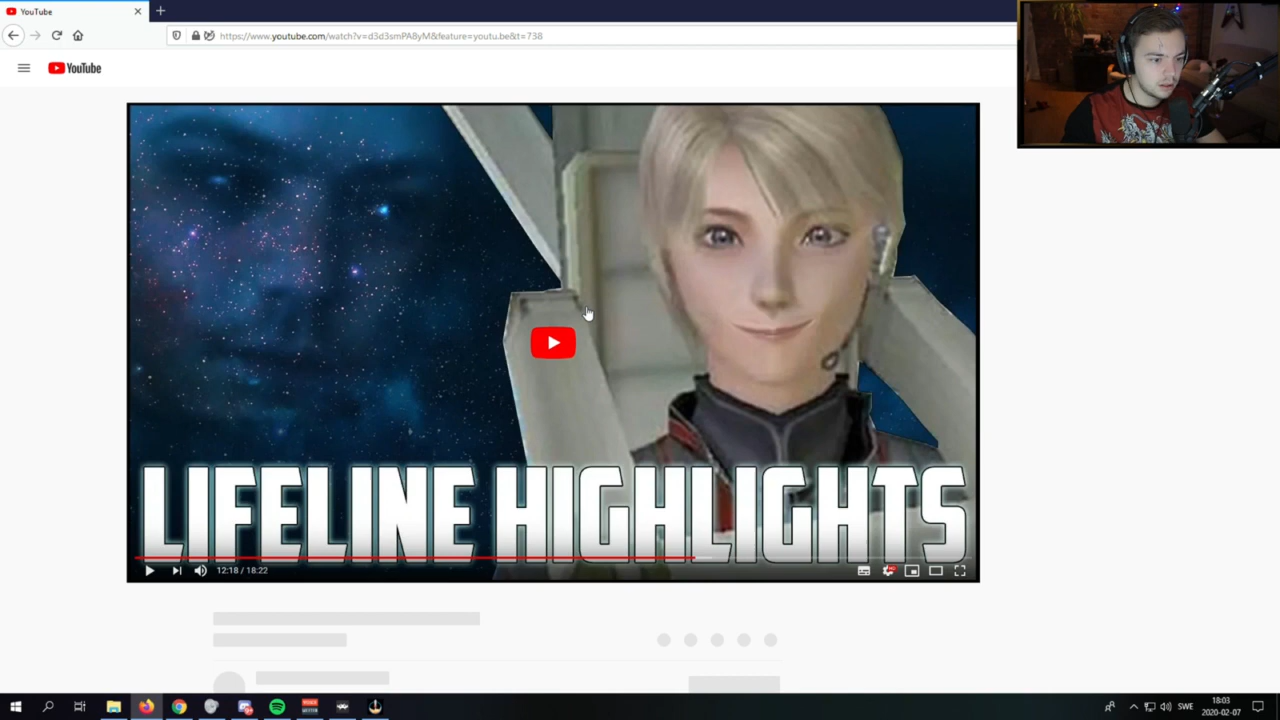 YouTube
https://www.youtube.com/watch?v=d3d3smPA8yM&feature=youtu.be&t=738
YouTube
LIFELINE HIGHLIGHTS
12:18 / 18:22
SWE
18:03
2020-02-07